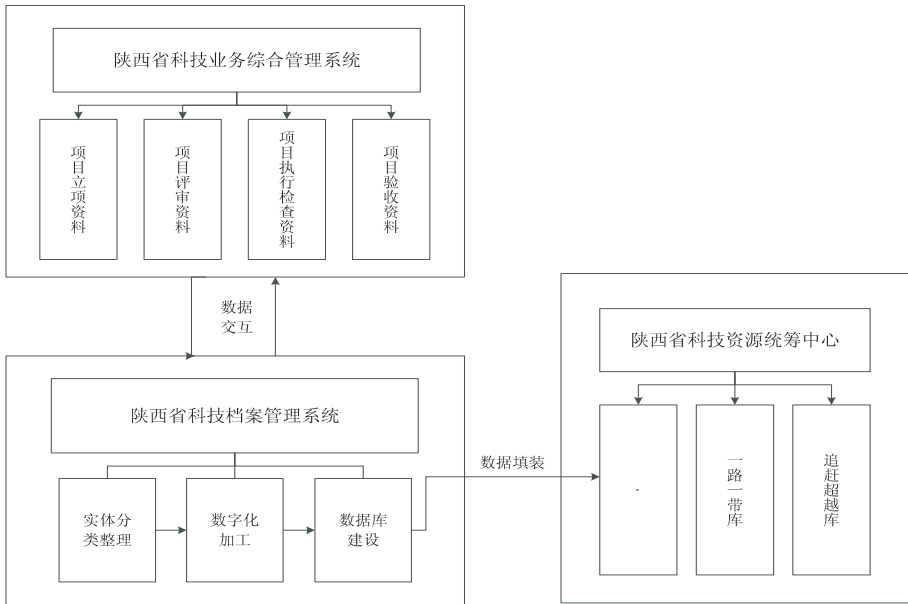 陕西省科技业务综合管理系统
项目立项资料
项目评审资料
项目执行检查资料
项目验收资料
数据
交互
陕西省科技档案管理系统
实体分
类整理
数字化
加工
数据库
建设
数据填装
陕西省科技资源统筹中心
.
一路一带库
追赶超越库